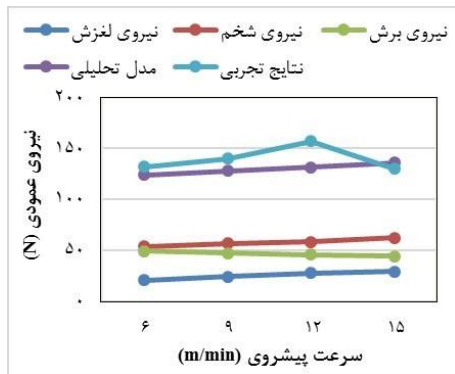 نیروی لغزش نیروی شخم نیروی برش
مدل تحلیلی نتایج تجربی
نیروی عمودی (N)
۲۰۰
۱۵۰
۱۰۰
۵۰
۰
۶ ۹ ۱۲ ۱۵
سرعت پیشروی (m/min)